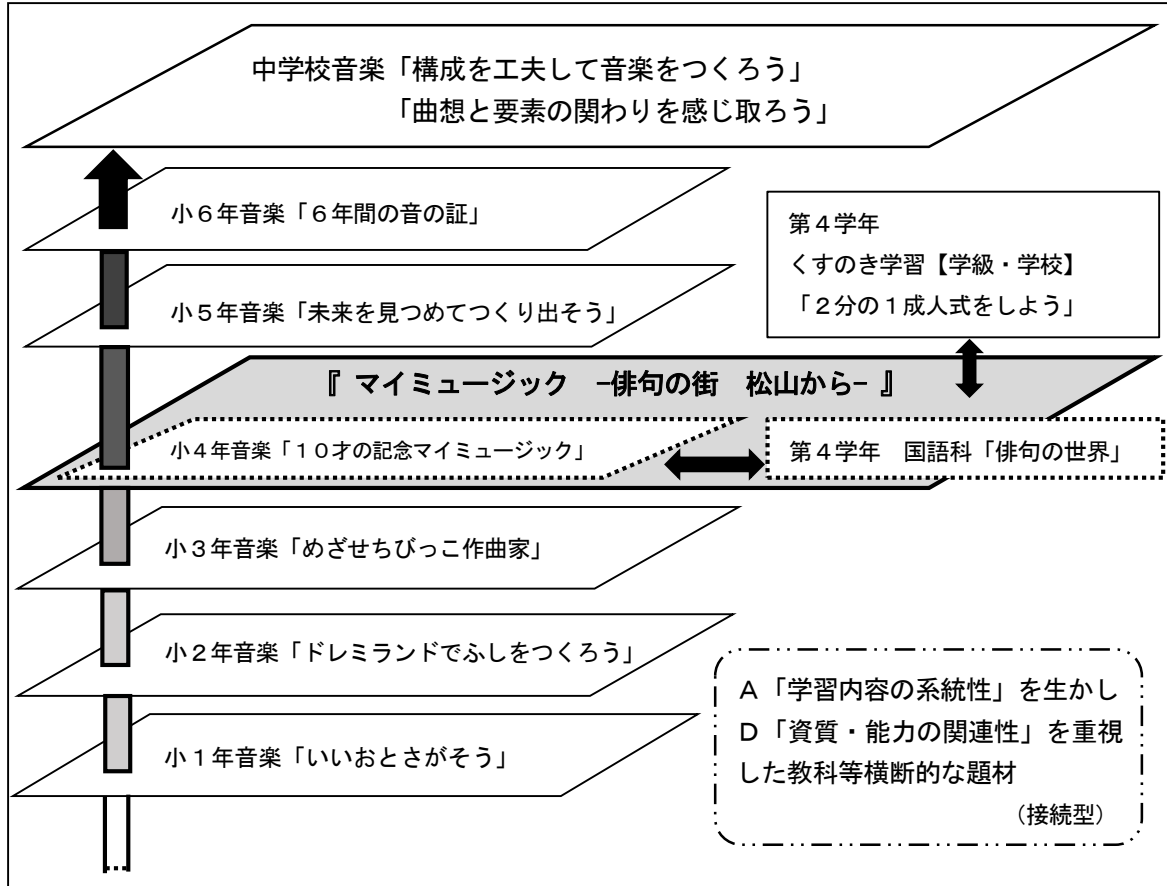 中学校音楽「構成を工夫して音楽をつくろう」
「曲想と要素の関わりを感じ取ろう」
小６年音楽「６年間の音の証」
第４学年
くすのき学習【学級・学校】
「２分の１成人式をしよう」
小５年音楽「未来を見つめてつくり出そう」
『 マイミュージック　−俳句の街　松山から− 』
小４年音楽「１０才の記念マイミュージック」
第４学年　国語科「俳句の世界」
小３年音楽「めざせちびっこ作曲家」
小２年音楽「ドレミランドでふしをつくろう」
小１年音楽「いいおとさがそう」
Ａ「学習内容の系統性」を生かし
Ｄ「資質・能力の関連性」を重視
した教科等横断的な題材
（接続型）